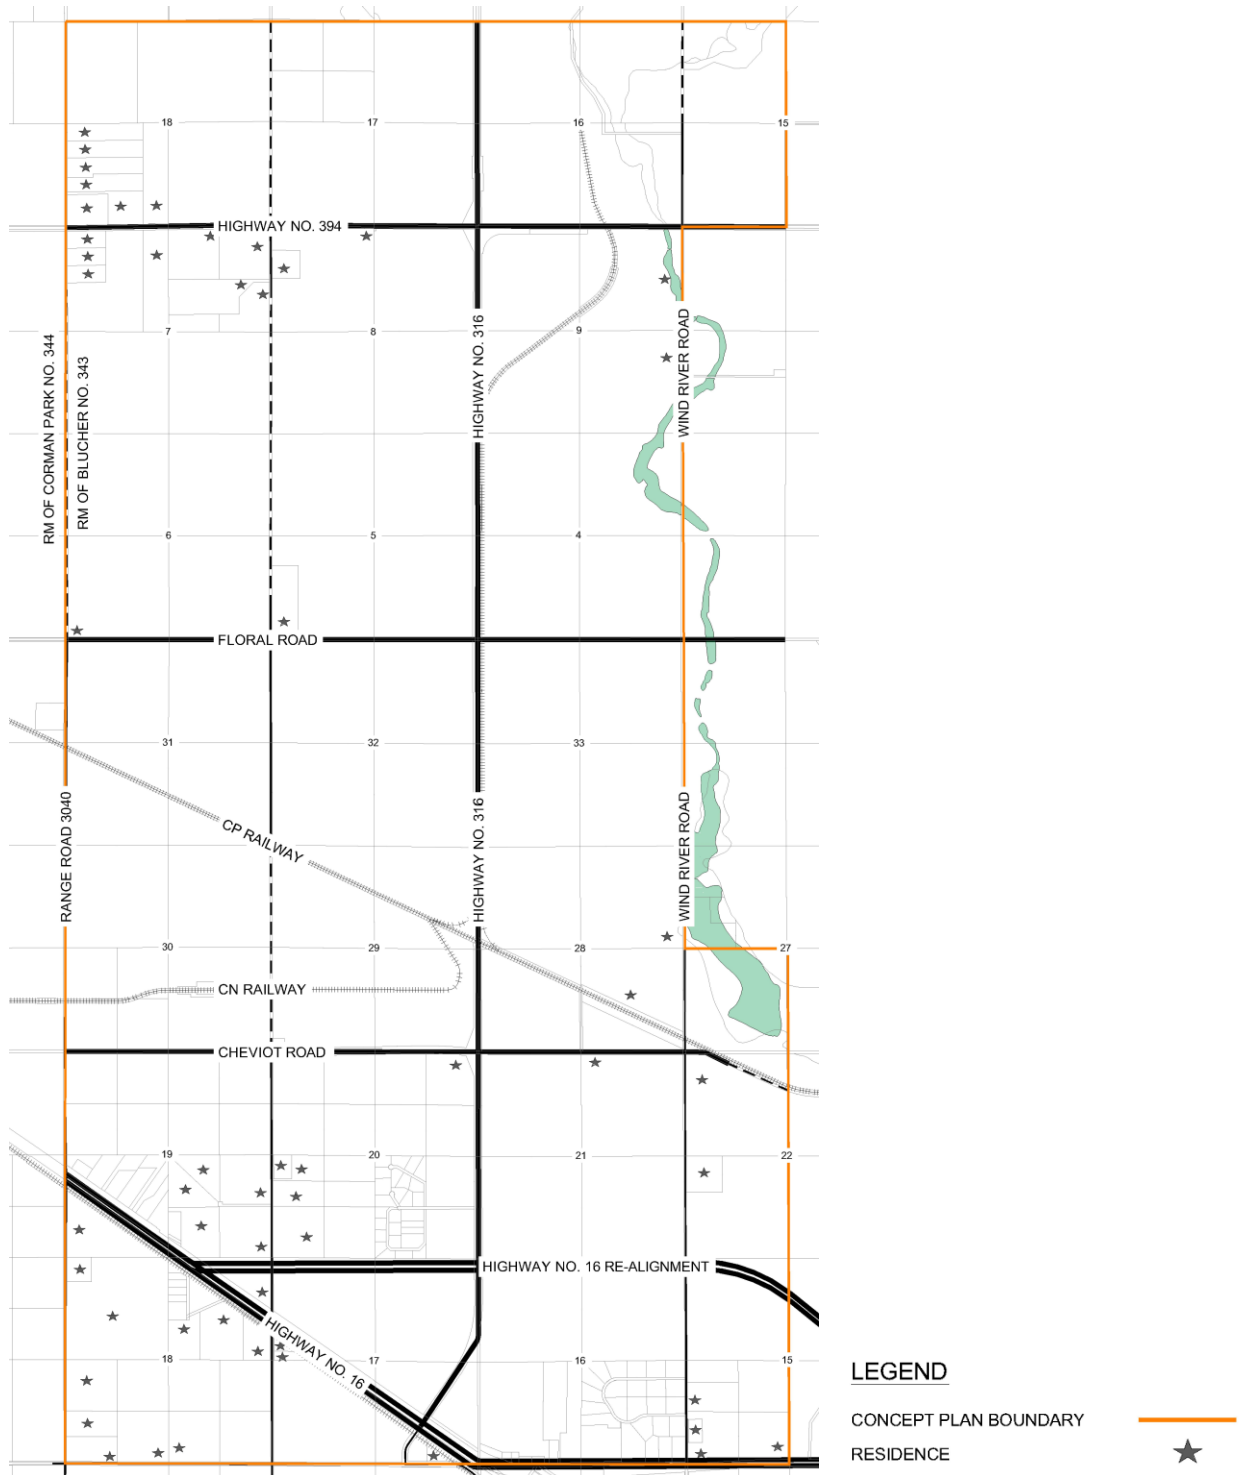 18
17
16
15
HIGHWAY NO. 394
7
8
9
RM OF CORMAN PARK NO. 344
RM OF BLUCHER NO. 343
HIGHWAY NO. 316
WIND RIVER ROAD
6
5
4
FLORAL ROAD
31
32
33
CP RAILWAY
RANGE ROAD 3040
HIGHWAY NO. 316
WIND RIVER ROAD
30
29
28
27
CN RAILWAY
CHEVIOT ROAD
19
20
21
22
HIGHWAY NO. 16 RE-ALIGNMENT
HIGHWAY NO. 16
18
17
16
15
LEGEND
CONCEPT PLAN BOUNDARY
RESIDENCE